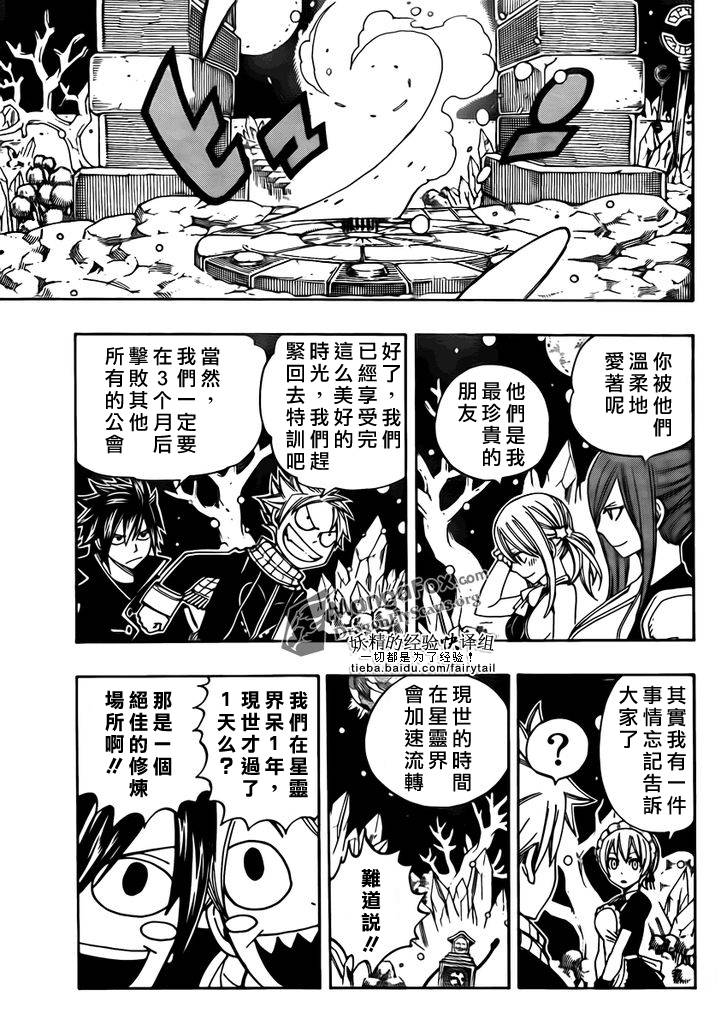 ビュン
你被他們
溫柔地
愛著呢
他們是我
最珍貴的
朋友
好了，我們
已經享受完
這么美好的
時光，我們趕
緊回去特訓吧
當然，
我們一定要
在3个月后
擊敗其他
所有的公會
MangaFox.com
妖精的经验快译组
一切都是为了经验！
tieba.baidu.com/fairytail
其實我有一件
事情忘記告訴
大家了
？
現世的時間
在星靈界
會加速流轉
難道説!!
我們在星靈
界呆1年，
現世才過了
1天么？
那是一個
絕佳的修煉
場所啊!!